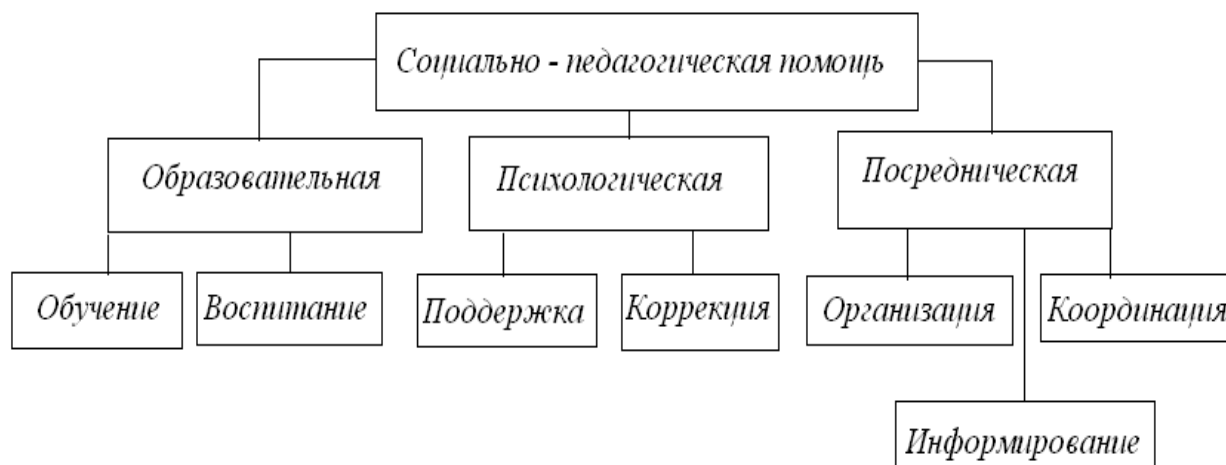 Социально - педагогическая помощь
Образовательная
Психологическая
Посредническая
Обучение
Воспитание
Поддержка
Коррекция
Организация
Координация
Информирование